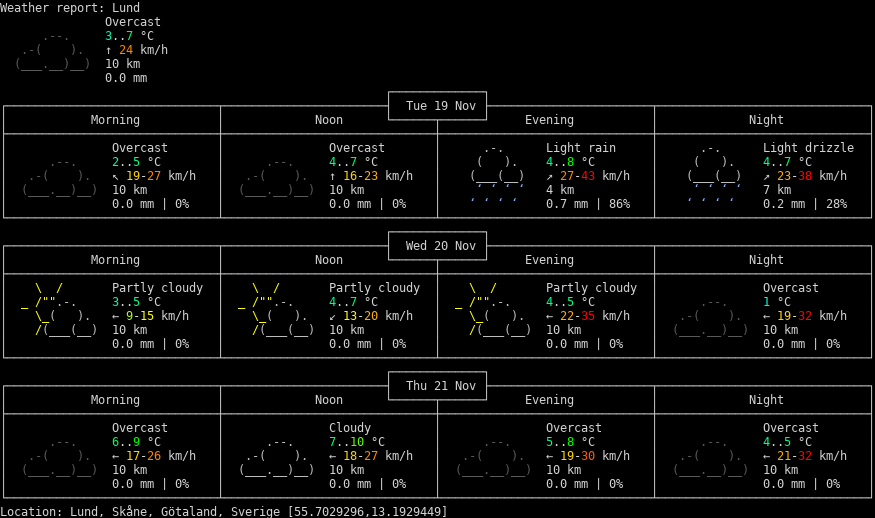 Weather report: Lund
Overcast
3..7 °C
↑ 24 km/h
10 km
0.0 mm
Tue 19 Nov
Morning Noon Evening Night
Overcast Overcast Light rain Light drizzle
2..5 °C 4..7 °C 4..8 °C 4..7 °C
↖ 19-27 km/h ↑ 16-23 km/h ↗ 27-43 km/h ↗ 23-38 km/h
10 km 10 km 4 km 7 km
0.0 mm | 0% 0.0 mm | 0% 0.7 mm | 86% 0.2 mm | 28%
Wed 20 Nov
Morning Noon Evening Night
Partly cloudy Partly cloudy Partly cloudy Overcast
3..5 °C 4..7 °C 4..5 °C 1 °C
← 9-15 km/h ↙ 13-20 km/h ← 22-35 km/h ← 19-32 km/h
10 km 10 km 10 km 10 km
0.0 mm | 0% 0.0 mm | 0% 0.0 mm | 0% 0.0 mm | 0%
Thu 21 Nov
Morning Noon Evening Night
Overcast Cloudy Overcast Overcast
6..9 °C 7..10 °C 5..8 °C 4..5 °C
← 17-26 km/h ← 18-27 km/h ← 19-30 km/h ← 21-32 km/h
10 km 10 km 10 km 10 km
0.0 mm | 0% 0.0 mm | 0% 0.0 mm | 0% 0.0 mm | 0%
Location: Lund, Skåne, Götaland, Sverige [55.7029296,13.1929449]